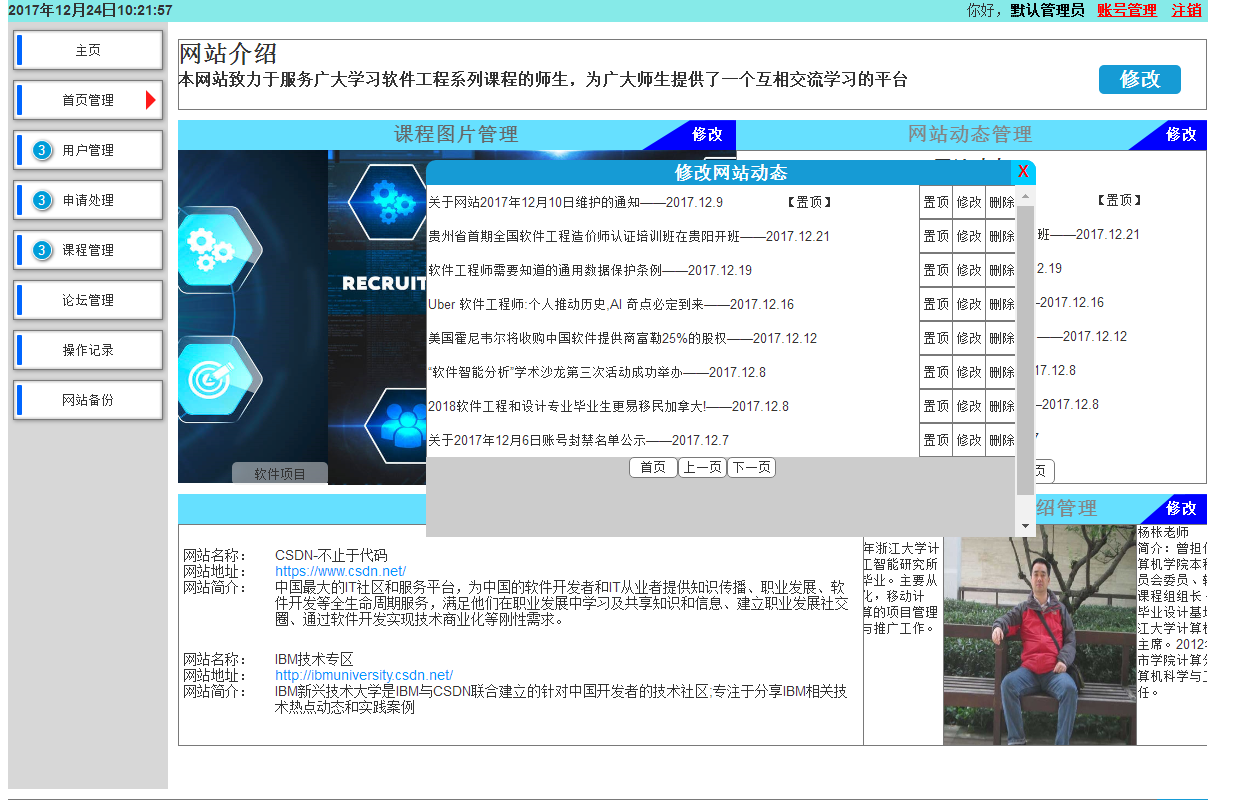 2017年12月24日10:21:57
你好，默认管理员 账号管理 注销
主页
首页管理
3 用户管理
3 申请处理
3 课程管理
论坛管理
操作记录
网站备份
网站介绍
本网站致力于服务广大学习软件工程系列课程的师生，为广大师生提供了一个互相交流学习的平台
修改
课程图片管理
修改
网站动态管理
修改
RECRUIT
软件项目
修改网站动态
X
关于网站2017年12月10日维护的通知——2017.12.9 【置顶】 置顶 修改 删除
贵州省首期全国软件工程造价师认证培训班在贵阳开班——2017.12.21 置顶 修改 删除
软件工程师需要知道的通用数据保护条例——2017.12.19 置顶 修改 删除
Uber 软件工程师:个人推动历史,AI 奇点必定到来——2017.12.16 置顶 修改 删除
美国霍尼韦尔将收购中国软件提供商富勒25%的股权——2017.12.12 置顶 修改 删除
“软件智能分析”学术沙龙第三次活动成功举办——2017.12.8 置顶 修改 删除
2018软件工程和设计专业毕业生更易移民加拿大!——2017.12.8 置顶 修改 删除
关于2017年12月6日账号封禁名单公示——2017.12.7 置顶 修改 删除
首页 上一页 下一页
【置顶】
班——2017.12.21
2.19
-2017.12.16
——2017.12.12
17.12.8
-2017.12.8
7
页
绍管理
修改
网站名称： CSDN-不止于代码
网站地址： https://www.csdn.net/
网站简介： 中国最大的IT社区和服务平台，为中国的软件开发者和IT从业者提供知识传播、职业发展、软
件开发等全生命周期服务，满足他们在职业发展中学习及共享知识和信息、建立职业发展社交
圈、通过软件开发实现技术商业化等刚性需求。
网站名称： IBM技术专区
网站地址： http://ibmuniversity.csdn.net/
网站简介： IBM新兴技术大学是IBM与CSDN联合建立的针对中国开发者的技术社区;专注于分享IBM相关技
术热点动态和实践案例
年浙江大学计
工智能研究所
毕业。主要从
化，移动计
算的项目管理
与推广工作。
杨枨老师
简介：曾担任
算机学院本科
员会委员、软
课程组组长、
毕业设计基地
江大学计算机
主席。2012年
市学院计算分
算机科学与工
任。